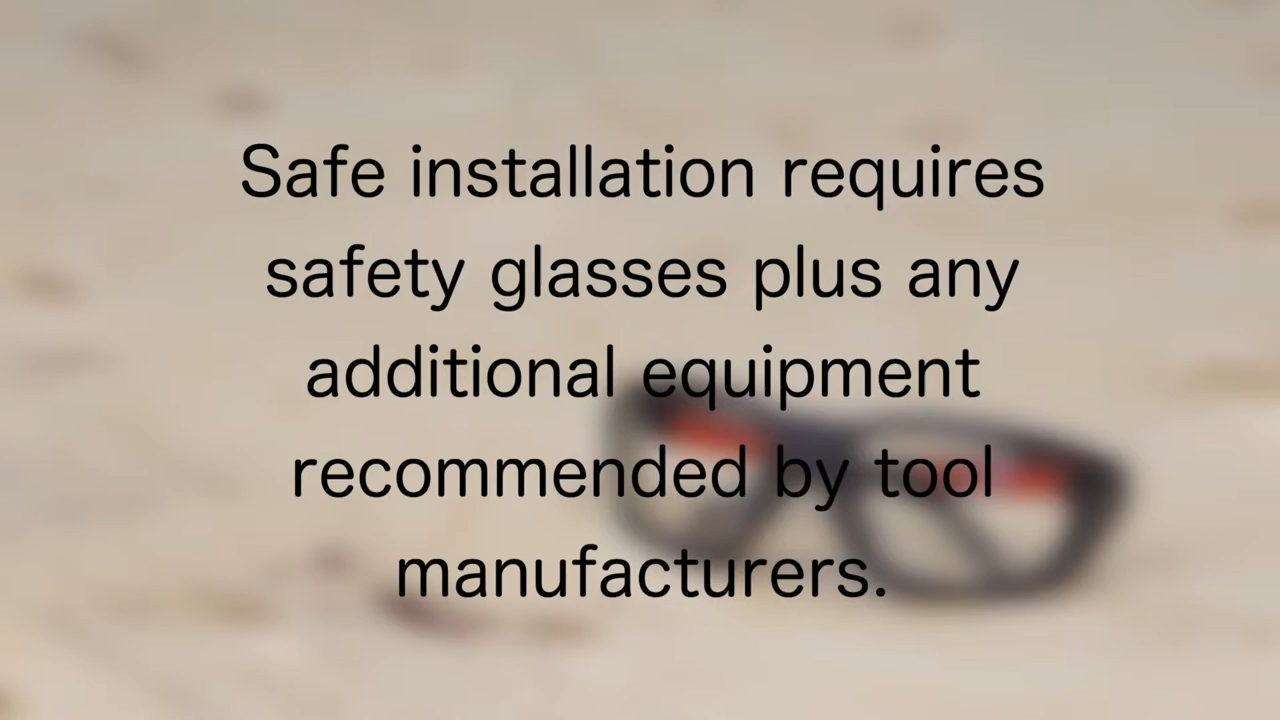 Safe installation requires
safety glasses plus any
additional equipment
recommended by tool
manufacturers.